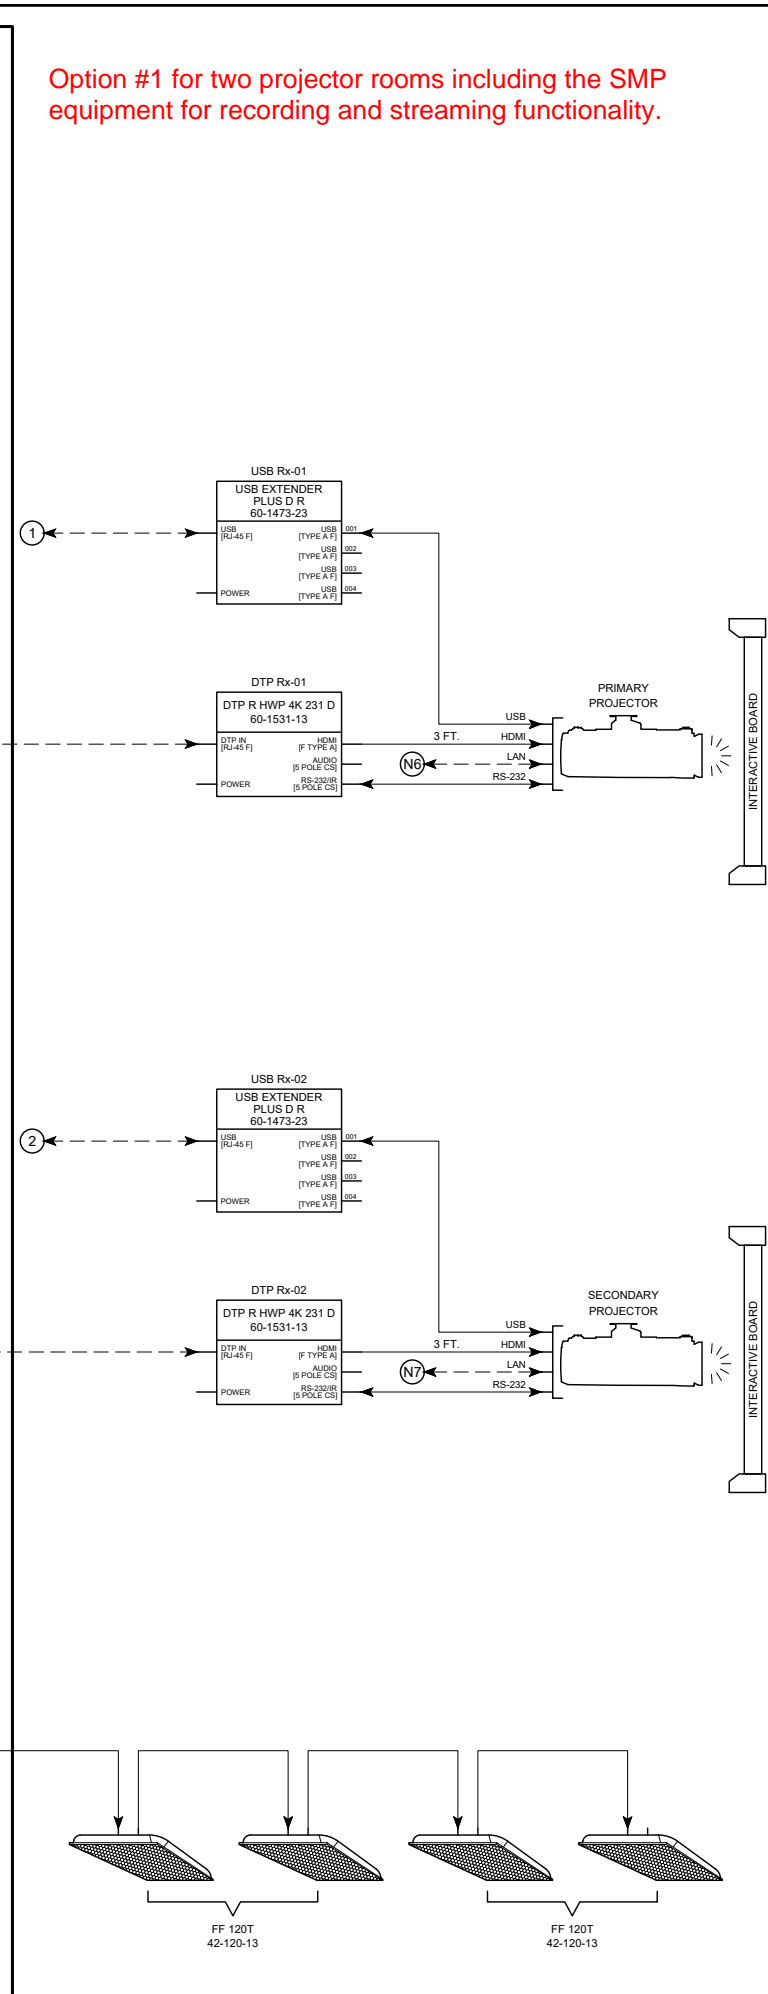 Option #1 for two projector rooms including the SMP
equipment for recording and streaming functionality.
USB Rx-01
USB EXTENDER
PLUS D R
60-1473-23
1
USB
[RJ-45 F]
POWER
USB
[TYPE A F]
001
USB
[TYPE A F]
002
USB
[TYPE A F]
003
USB
[TYPE A F]
004
DTP Rx-01
DTP R HWP 4K 231 D
60-1531-13
DTP IN
[RJ-45 F]
POWER
HDMI
[F TYPE A]
AUDIO
[5 POLE CS]
RS-232/IR
[5 POLE CS]
3 FT.
N6
USB
HDMI
LAN
RS-232
PRIMARY
PROJECTOR
INTERACTIVE BOARD
USB Rx-02
USB EXTENDER
PLUS D R
60-1473-23
2
USB
[RJ-45 F]
POWER
USB
[TYPE A F]
001
USB
[TYPE A F]
002
USB
[TYPE A F]
003
USB
[TYPE A F]
004
DTP Rx-02
DTP R HWP 4K 231 D
60-1531-13
DTP IN
[RJ-45 F]
POWER
HDMI
[F TYPE A]
AUDIO
[5 POLE CS]
RS-232/IR
[5 POLE CS]
3 FT.
N7
USB
HDMI
LAN
RS-232
SECONDARY
PROJECTOR
INTERACTIVE BOARD
FF 120T
42-120-13
FF 120T
42-120-13